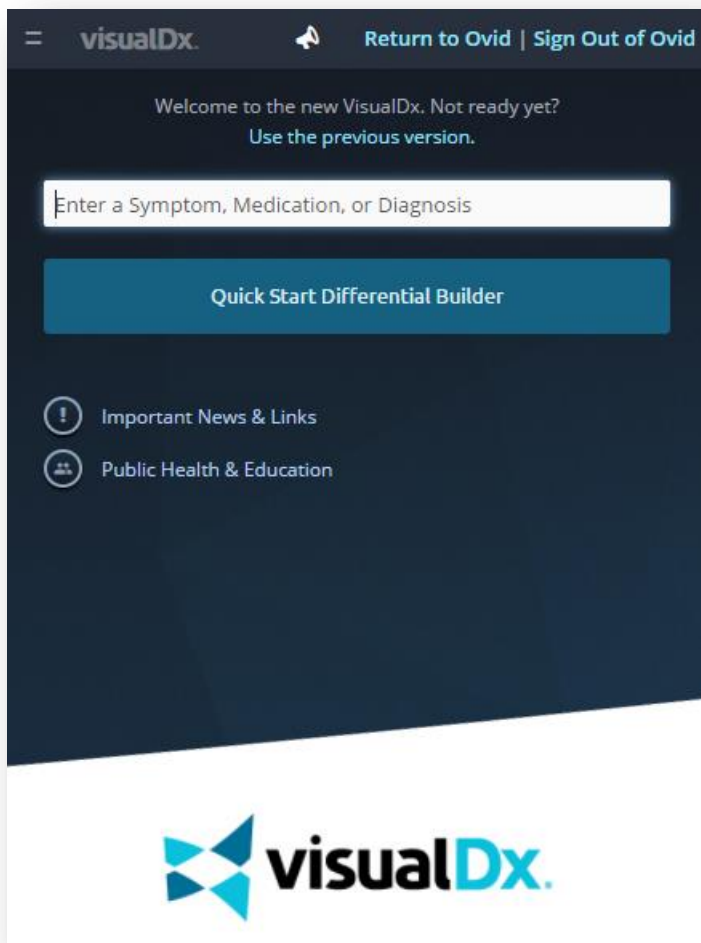 visualDx.
Return to Ovid | Sign Out of Ovid
Welcome to the new VisualDx. Not ready yet?
Use the previous version.
Enter a Symptom, Medication, or Diagnosis
Quick Start Differential Builder
Important News & Links
Public Health & Education
visualDx.